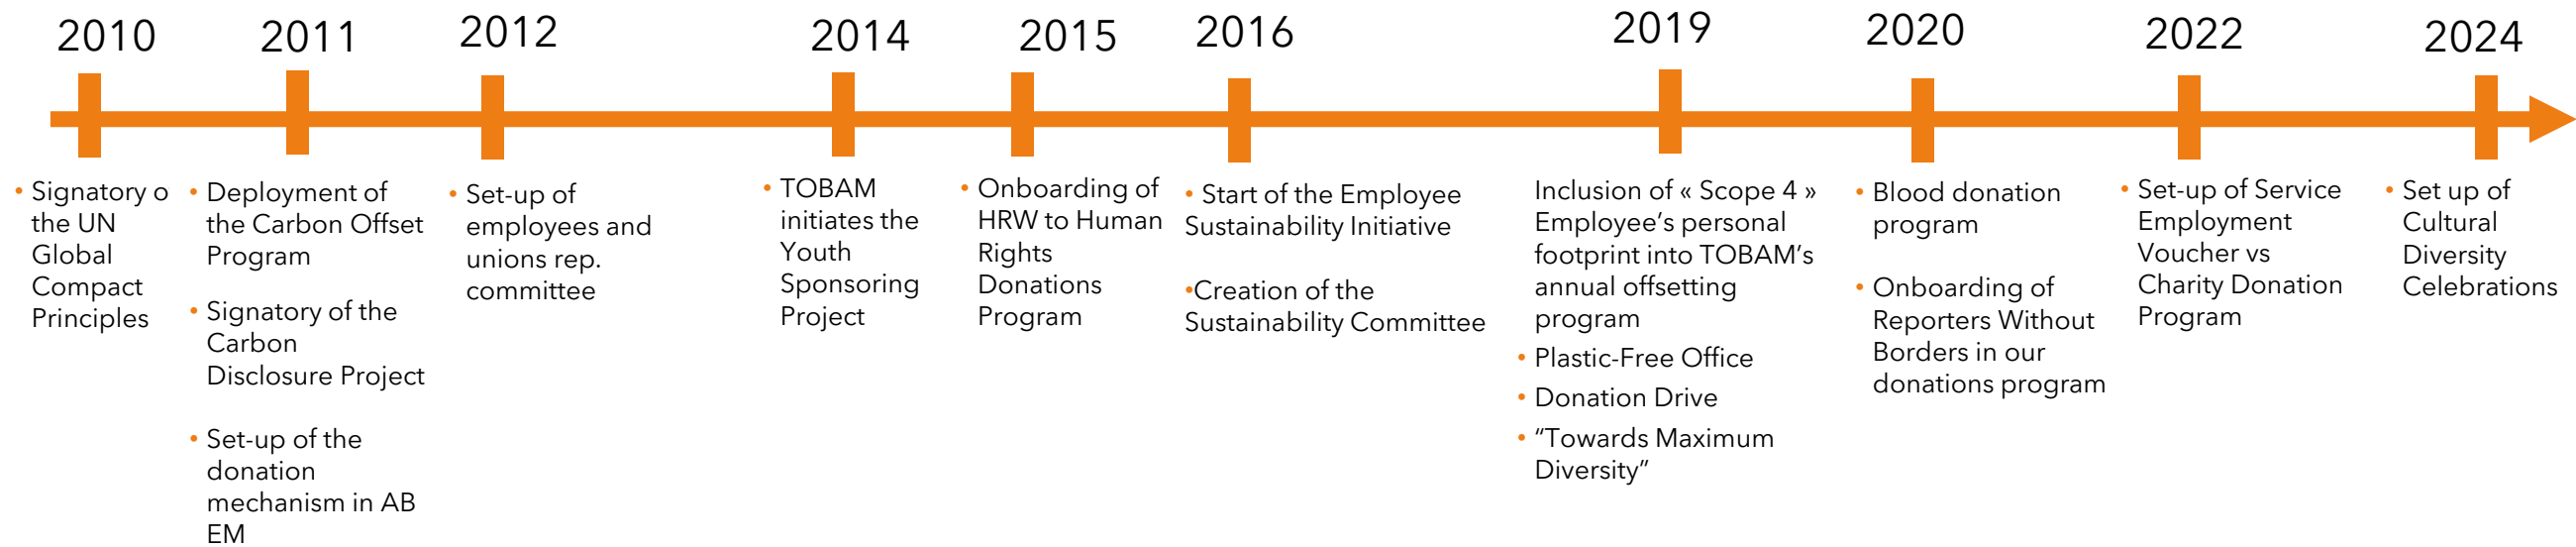 2010
2011
2012
2014
2015
2016
2019
2020
2022
2024
• Signatory o
the UN
Global
Compact
Principles
• Deployment of
the Carbon Offset
Program
• Signatory of the
Carbon
Disclosure Project
• Set-up of the
donation
mechanism in AB
EM
• Set-up of
employees and
unions rep.
committee
• TOBAM
initiates the
Youth
Sponsoring
Project
• Onboarding of
HRW to Human
Rights
Donations
Program
• Start of the Employee
Sustainability Initiative
•Creation of the
Sustainability Committee
Inclusion of « Scope 4 »
Employee’s personal
footprint into TOBAM’s
annual offsetting
program
• Plastic-Free Office
• Donation Drive
• “Towards Maximum
Diversity”
• Blood donation
program
• Onboarding of
Reporters Without
Borders in our
donations program
• Set-up of Service
Employment
Voucher vs
Charity Donation
Program
• Set up of
Cultural
Diversity
Celebrations